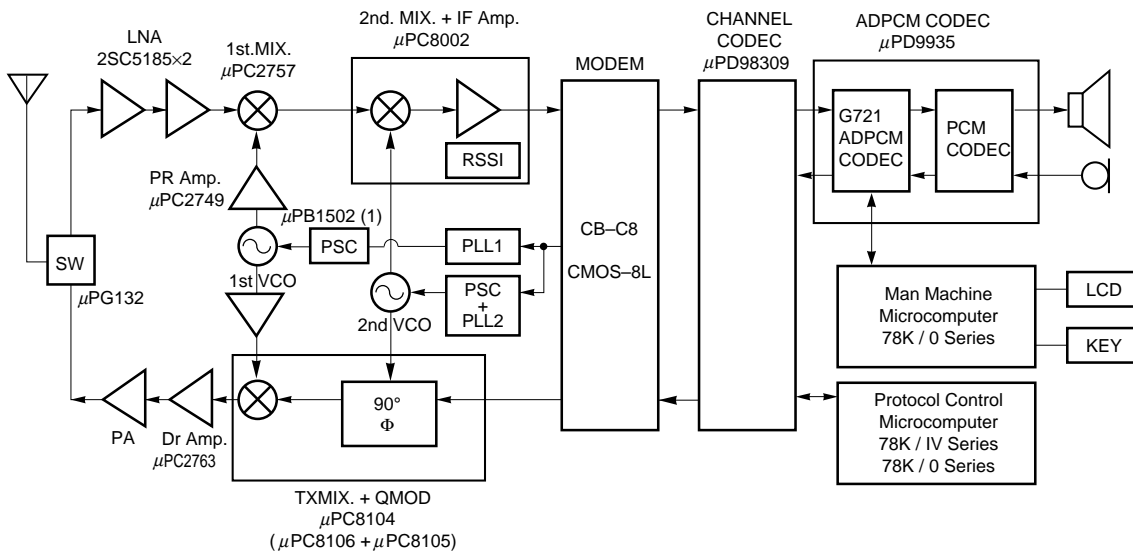 LNA
2SC5185×2
1st.MIX.
μPC2757
2nd. MIX. + IF Amp.
μPC8002
RSSI
MODEM
CB–C8
CMOS–8L
CHANNEL
CODEC
μPD98309
ADPCM CODEC
μPD9935
G721
ADPCM
CODEC
PCM
CODEC
PR Amp.
μPC2749
μPB1502 (1)
PSC
PLL1
1st VCO
SW
μPG132
PSC
+
PLL2
2nd VCO
Man Machine
Microcomputer
78K / 0 Series
LCD
KEY
PA
Dr Amp.
μPC2763
90°
Φ
Protocol Control
Microcomputer
78K / IV Series
78K / 0 Series
TXMIX. + QMOD
μPC8104
( μPC8106 + μPC8105)